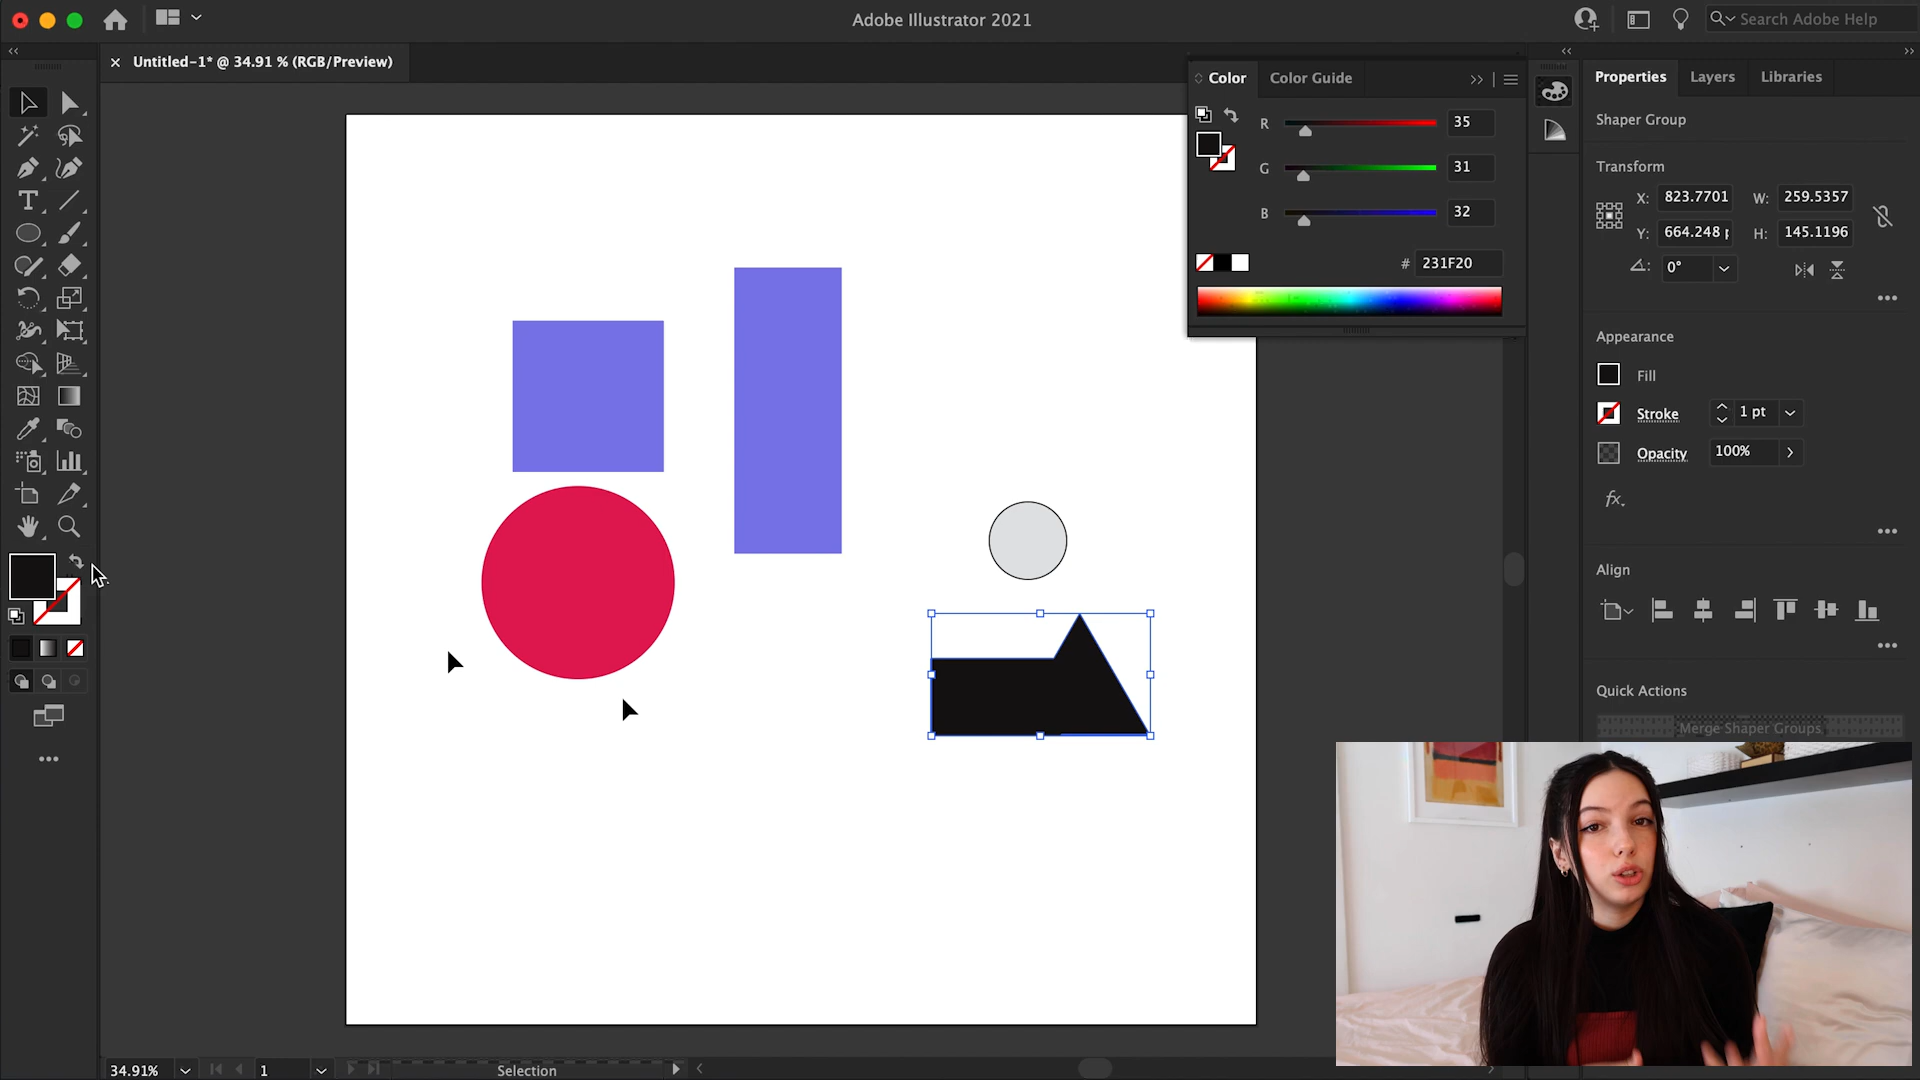 Adobe Illustrator 2021
Search Adobe Help
Untitled-1* @ 34.91 % (RGB/Preview)
Color
Color Guide
R
35
G
31
B
32
#
231F20
Properties
Layers
Libraries
Shaper Group
Transform
X:
823.7701
W:
259.5357
Y:
664.248 p
H:
145.1196
0°
Appearance
Fill
Stroke
1 pt
Opacity
100%
fx.
Align
Quick Actions
Merge Shaper Groups
34.91%
1
Selection